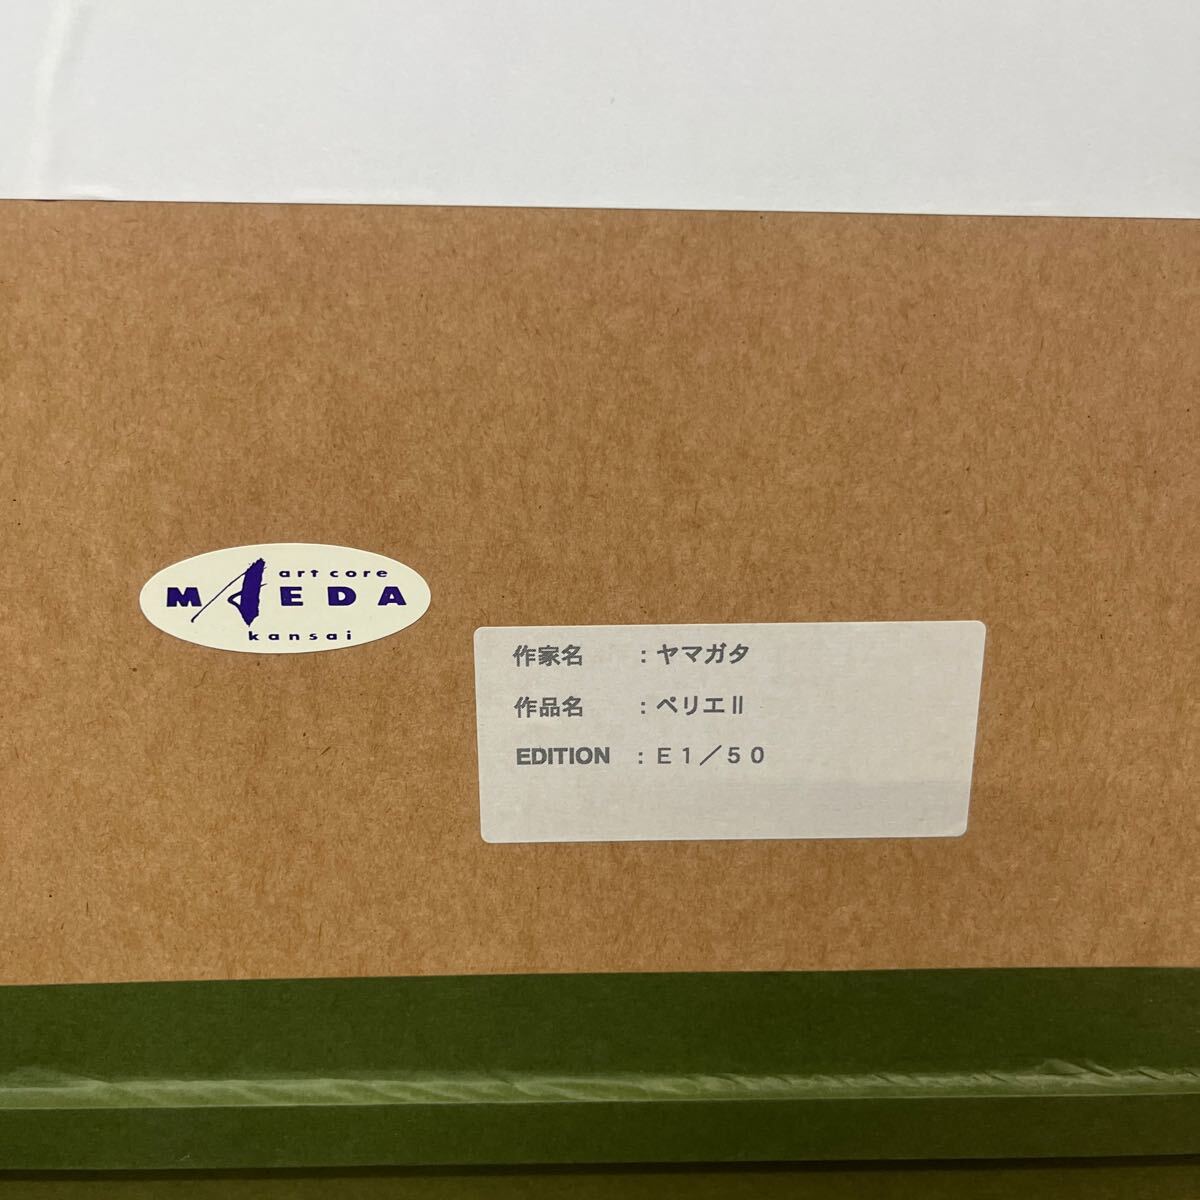 art core
MAEDA
kansai
作家名 ：ヤマガタ
作品名 ：ペリエⅡ
EDITION ：Ｅ１／５０